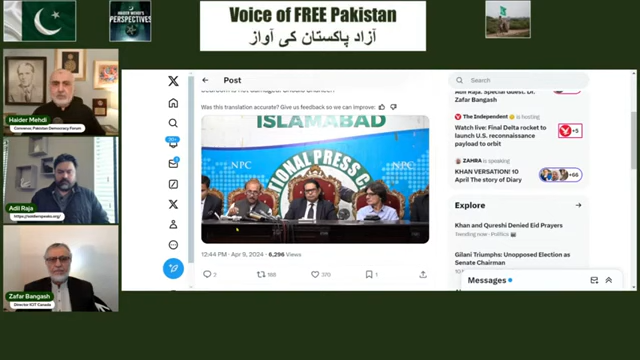 HAIDER MEHDI'S
PERSPECTIVES
Voice of FREE Pakistan
آزاد پاکستان کی آواز
Haider Mehdi
Convenor, Pakistan Democracy Forum
Adil Raja
https://soldierspeaks.org/
Zafar Bangash
Director ICIT Canada
Post
Was this translation accurate? Give us feedback so we can improve:
ISLAMABAD
NPC
NPC
12:44 PM · Apr 9, 2024 · 8,296 Views
2
168
370
1
Search
Adil Raja. Special Guest: Dr.
Zafar Bangash
The Independent is hosting
Watch live: Final Delta rocket to
launch U.S. reconnaissance
payload to orbit
+5
ZAHRA is speaking
KHAN VERSATION! 10
April The story of Diary
+66
Explore
Khan and Qureshi Denied Eid Prayers
Trending now · Politics
Gilani Triumphs: Unopposed Election as
Senate Chairman
Messages